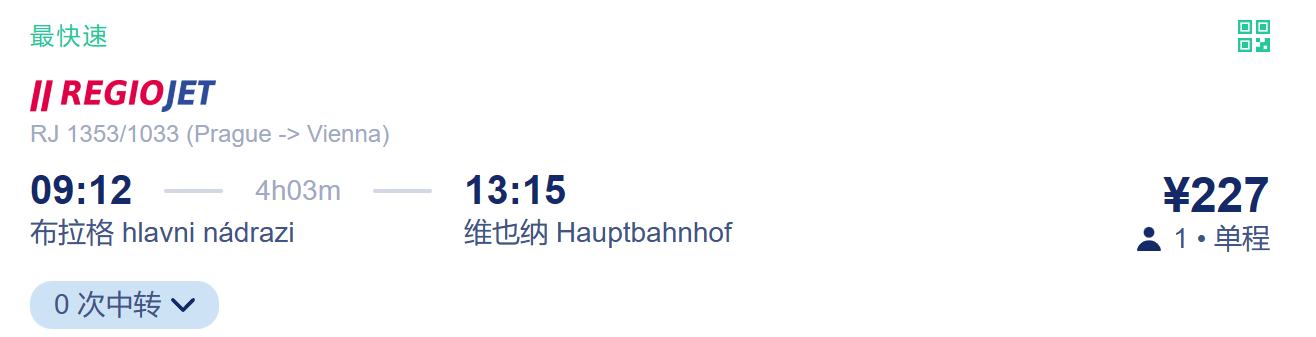 最快速
REGIOJET
RJ 1353/1033 (Prague -> Vienna)
09:12 4h03m 13:15 ¥227
布拉格 hlavni nádrazi 维也纳 Hauptbahnhof 1 • 单程
0 次中转